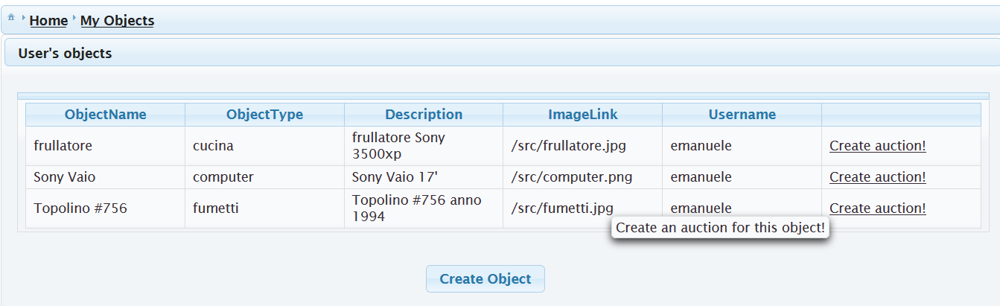 Home My Objects
User's objects
ObjectName ObjectType Description ImageLink Username
frullatore cucina frullatore Sony 3500xp /src/frullatore.jpg emanuele Create auction!
Sony Vaio computer Sony Vaio 17' /src/computer.png emanuele Create auction!
Topolino #756 fumetti Topolino #756 anno 1994 /src/fumetti.jpg emanuele Create auction!
Create an auction for this object!
Create Object